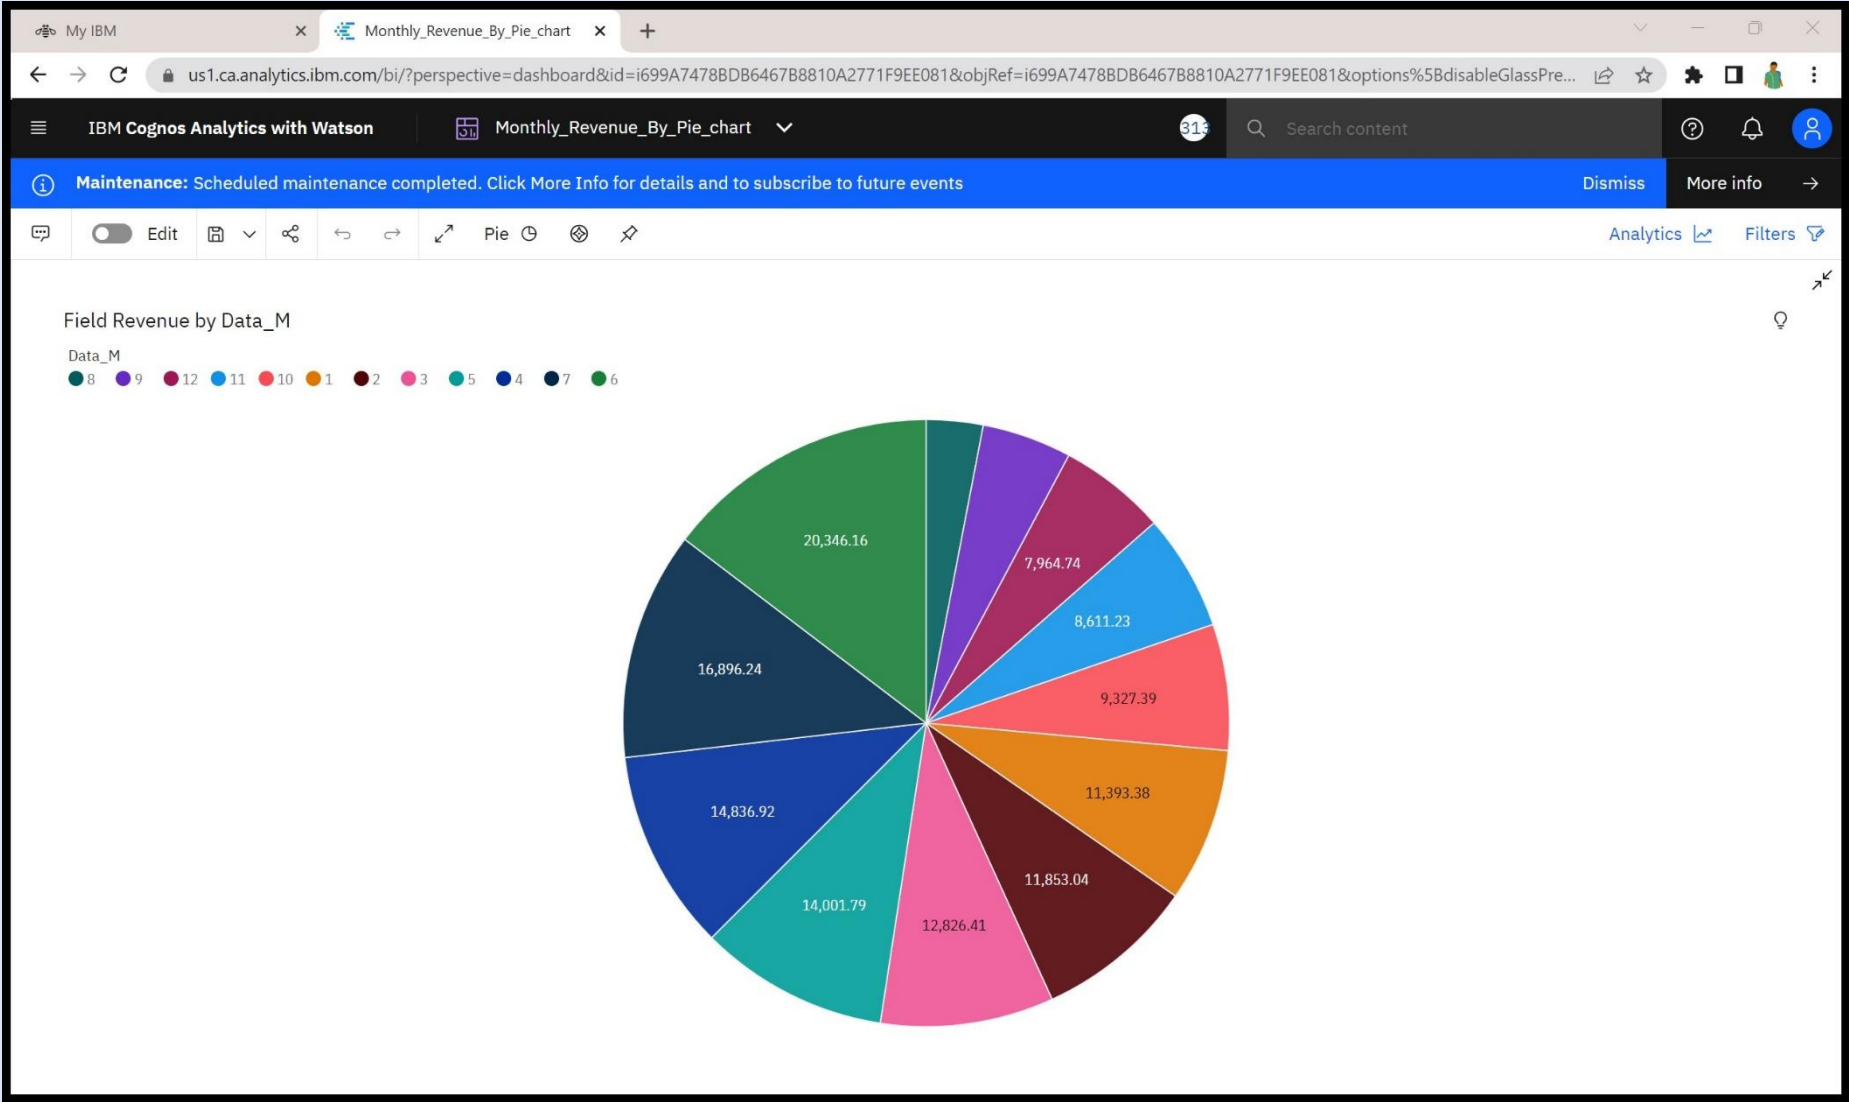 My IBM
Monthly_Revenue_By_Pie_chart
us1.ca.analytics.ibm.com/bi/?perspective=dashboard&id=i699A7478BDB6467B8810A2771F9EE081&objRef=i699A7478BDB6467B8810A2771F9EE081&options%5BdisableGlassPre...
IBM Cognos Analytics with Watson Monthly_Revenue_By_Pie_chart 313 Search content
Maintenance: Scheduled maintenance completed. Click More Info for details and to subscribe to future events Dismiss More info
Edit Pie Analytics Filters
Field Revenue by Data_M
Data_M
8 9 12 11 10 1 2 3 5 4 7 6
20,346.16
7,964.74
8,611.23
16,896.24
9,327.39
11,393.38
14,836.92
11,853.04
14,001.79
12,826.41